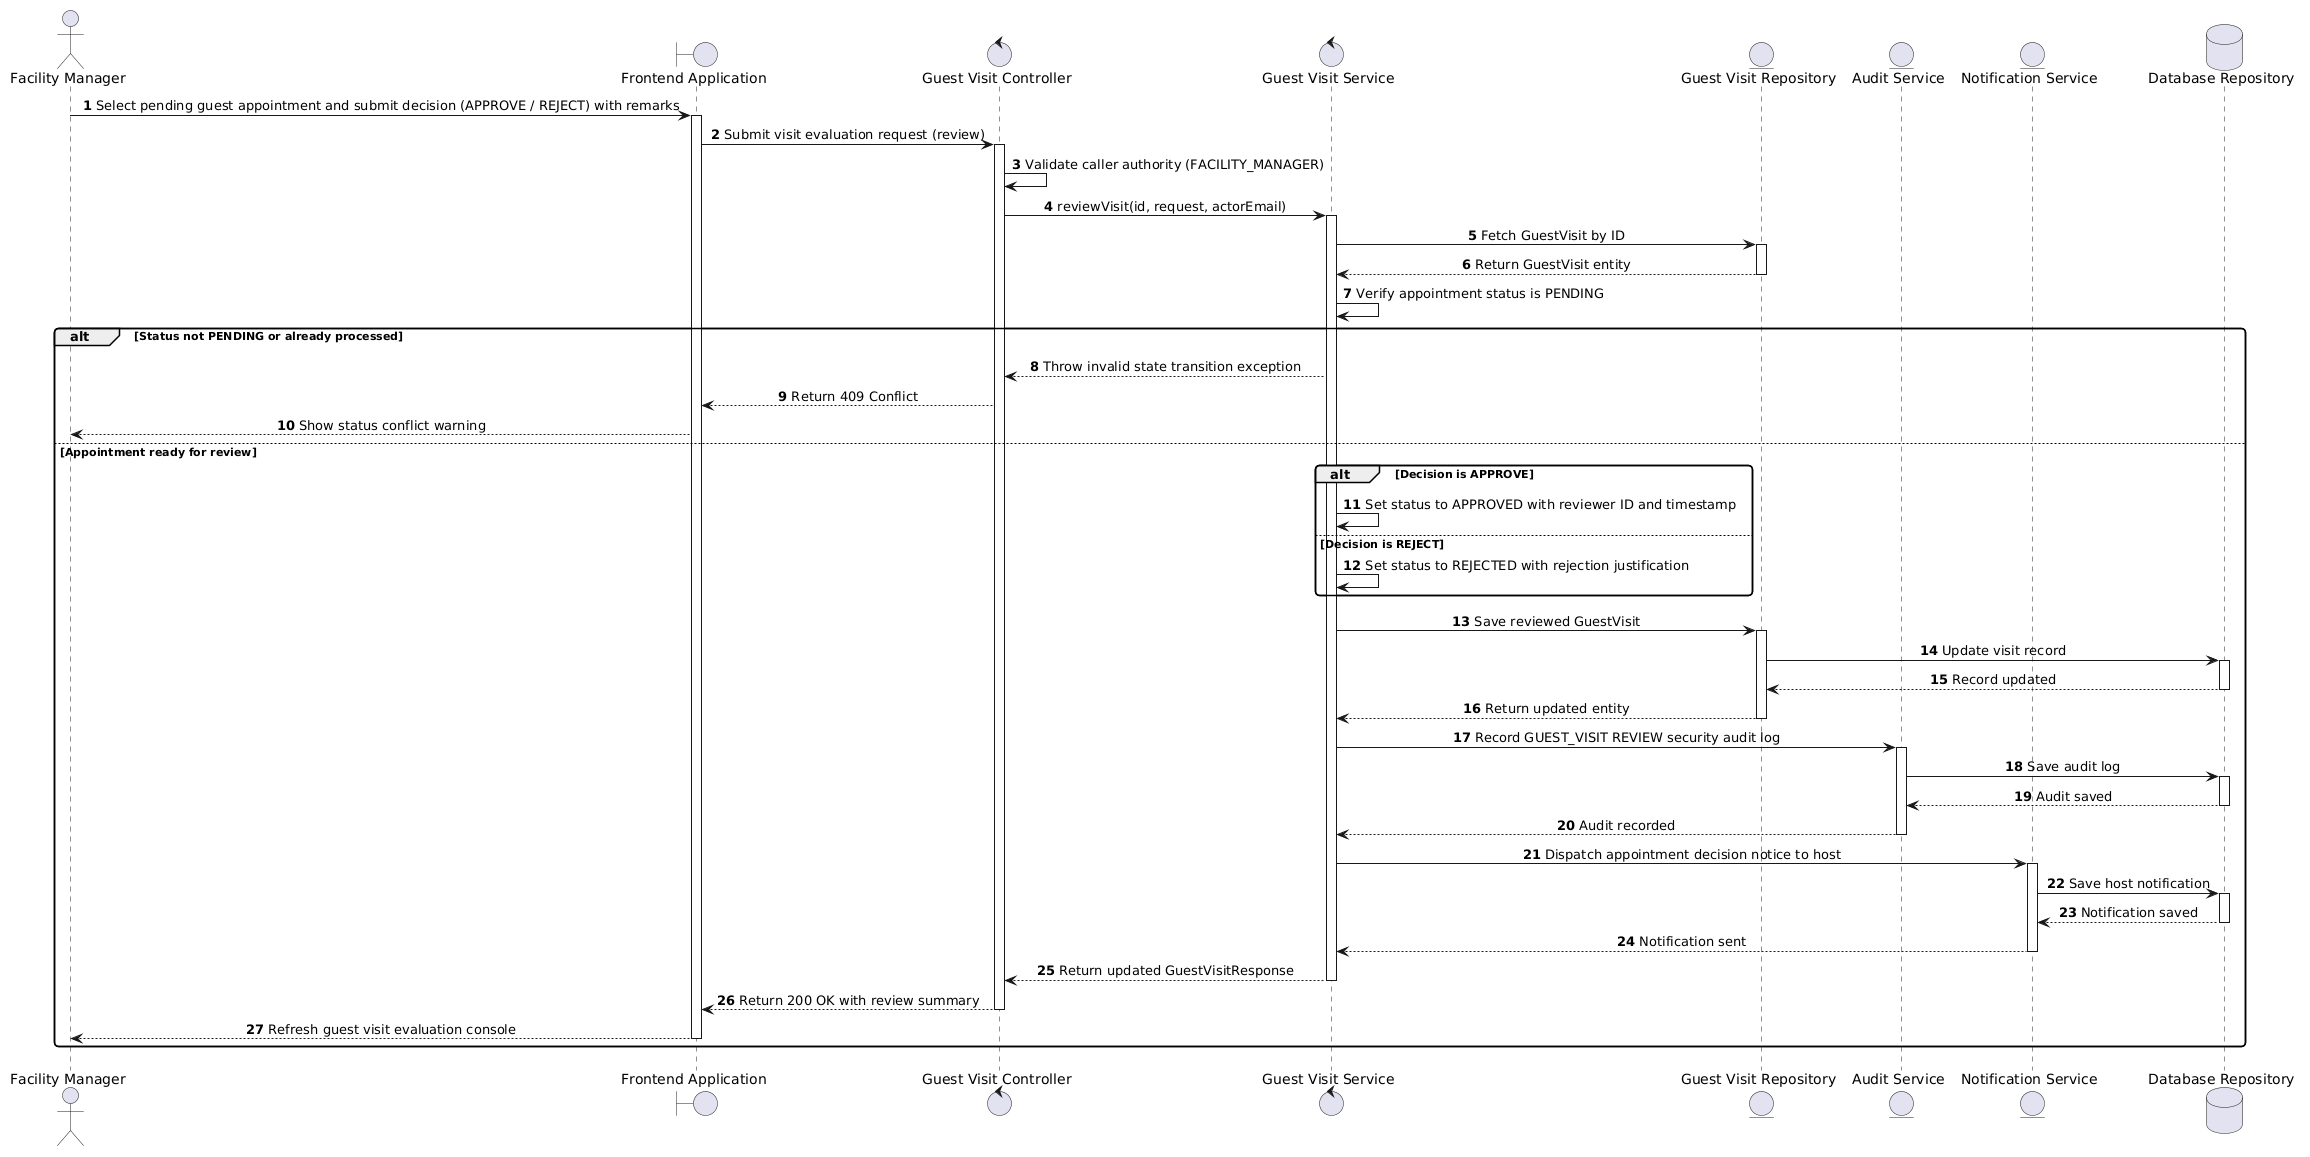 Facility Manager
Frontend Application
Guest Visit Controller
Guest Visit Service
Guest Visit Repository
Audit Service
Notification Service
Database Repository
1 Select pending guest appointment and submit decision (APPROVE / REJECT) with remarks
2 Submit visit evaluation request (review)
3 Validate caller authority (FACILITY_MANAGER)
4 reviewVisit(id, request, actorEmail)
5 Fetch GuestVisit by ID
6 Return GuestVisit entity
7 Verify appointment status is PENDING
alt [Status not PENDING or already processed]
8 Throw invalid state transition exception
9 Return 409 Conflict
10 Show status conflict warning
[Appointment ready for review]
alt [Decision is APPROVE]
11 Set status to APPROVED with reviewer ID and timestamp
[Decision is REJECT]
12 Set status to REJECTED with rejection justification
13 Save reviewed GuestVisit
14 Update visit record
15 Record updated
16 Return updated entity
17 Record GUEST_VISIT REVIEW security audit log
18 Save audit log
19 Audit saved
20 Audit recorded
21 Dispatch appointment decision notice to host
22 Save host notification
23 Notification saved
24 Notification sent
25 Return updated GuestVisitResponse
26 Return 200 OK with review summary
27 Refresh guest visit evaluation console
Facility Manager
Frontend Application
Guest Visit Controller
Guest Visit Service
Guest Visit Repository
Audit Service
Notification Service
Database Repository